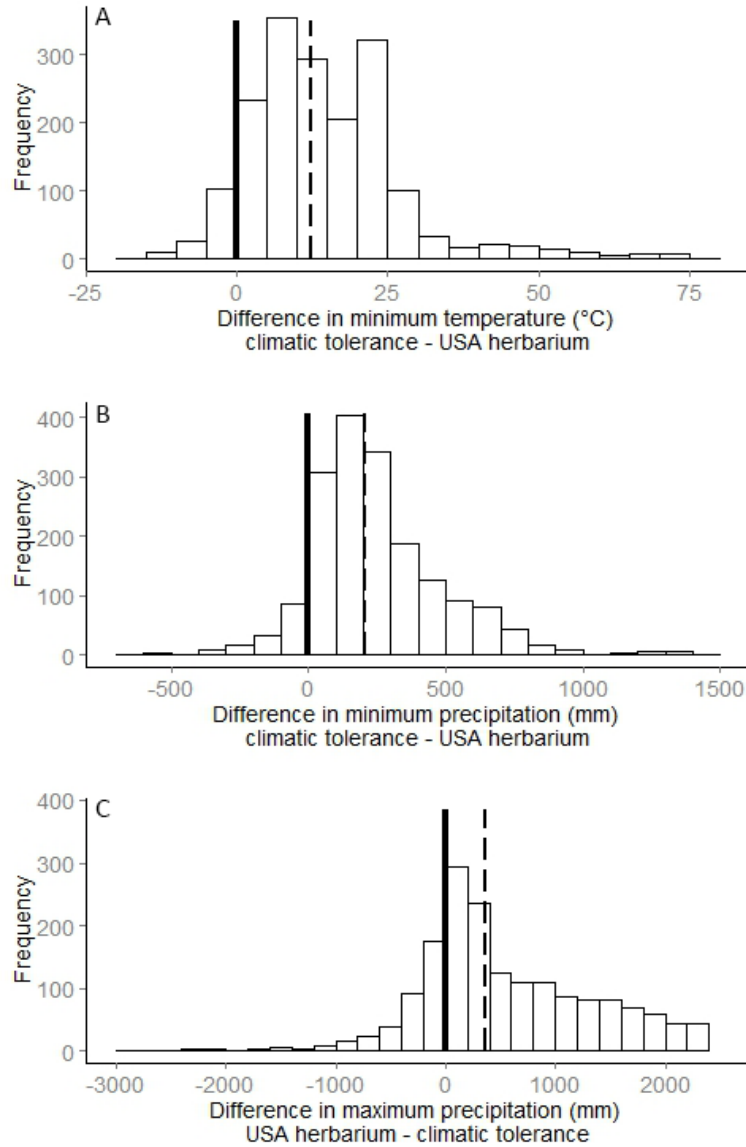 A
300
200
100
0
Frequency
-25 0 25 50 75
Difference in minimum temperature (°C)
climatic tolerance - USA herbarium
B
400
300
200
100
0
Frequency
-500 0 500 1000 1500
Difference in minimum precipitation (mm)
climatic tolerance - USA herbarium
C
400
300
200
100
0
Frequency
-3000 -2000 -1000 0 1000 2000
Difference in maximum precipitation (mm)
USA herbarium - climatic tolerance